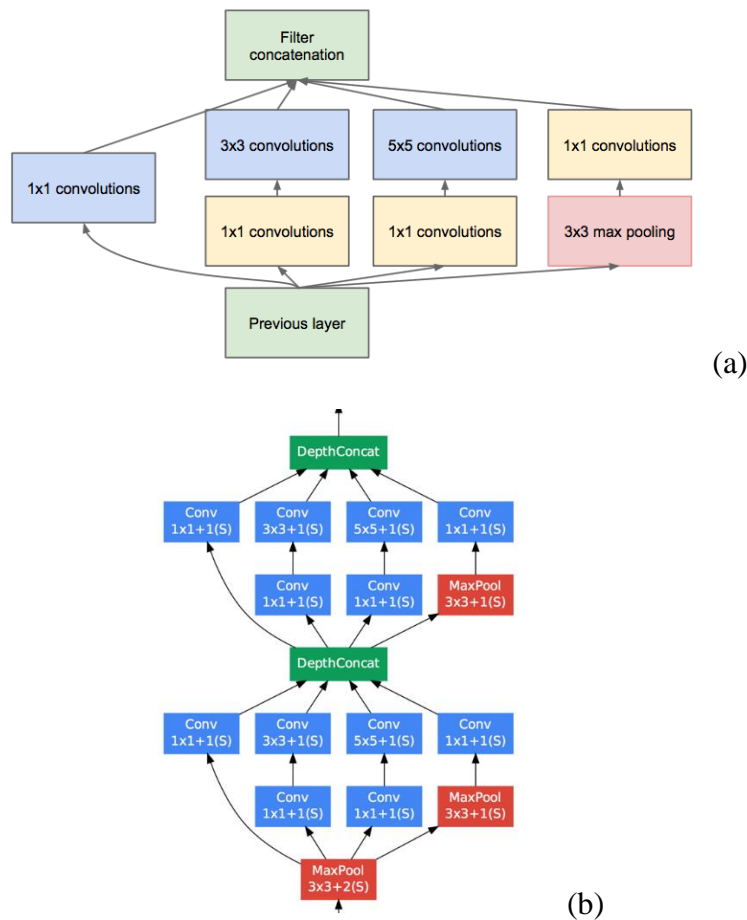 Filter
concatenation
3x3 convolutions
5x5 convolutions
1x1 convolutions
1x1 convolutions
1x1 convolutions
1x1 convolutions
3x3 max pooling
Previous layer
(a)
DepthConcat
Conv
1x1+1(S)
Conv
3x3+1(S)
Conv
5x5+1(S)
Conv
1x1+1(S)
Conv
1x1+1(S)
Conv
1x1+1(S)
MaxPool
3x3+1(S)
DepthConcat
Conv
1x1+1(S)
Conv
3x3+1(S)
Conv
5x5+1(S)
Conv
1x1+1(S)
Conv
1x1+1(S)
Conv
1x1+1(S)
MaxPool
3x3+1(S)
MaxPool
3x3+2(S)
(b)